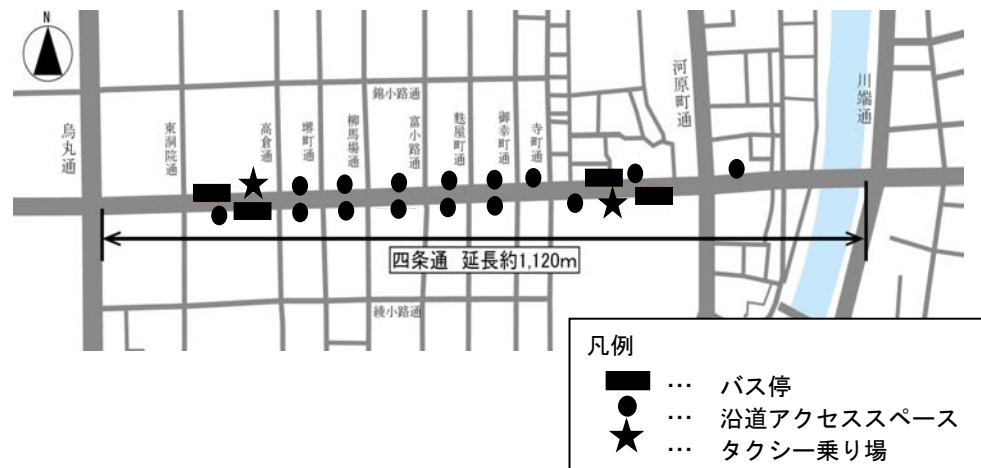 N
錦小路通
烏丸通
東洞院通
高倉通
堺町通
柳馬場通
富小路通
麩屋町通
御幸町通
寺町通
河原町通
川端通
四条通 延長約1,120m
綾小路通
凡例
… バス停
… 沿道アクセススペース
… タクシー乗り場